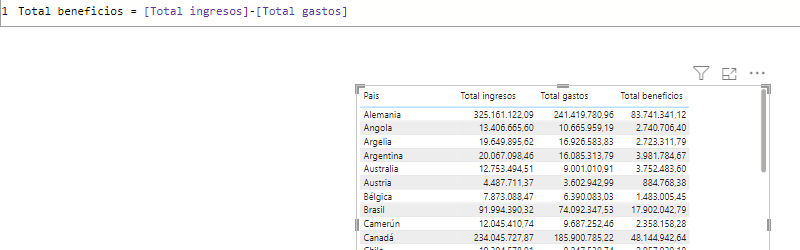 1 Total beneficios = [Total ingresos]-[Total gastos]
País Total ingresos Total gastos Total beneficios
Alemania 325.161.122,09 241.419.780,96 83.741.341,12
Angola 13.406.665,60 10.665.959,19 2.740.706,40
Argelia 19.649.895,62 16.926.583,83 2.723.311,79
Argentina 20.067.098,46 16.085.313,79 3.981.784,67
Australia 12.753.494,51 9.001.010,91 3.752.483,60
Austria 4.487.711,37 3.602.942,99 884.768,38
Bélgica 7.873.088,47 6.390.083,03 1.483.005,45
Brasil 91.994.390,32 74.092.347,53 17.902.042,79
Camerún 12.045.410,74 9.687.252,46 2.358.158,28
Canadá 234.045.727,87 185.900.785,22 48.144.942,64